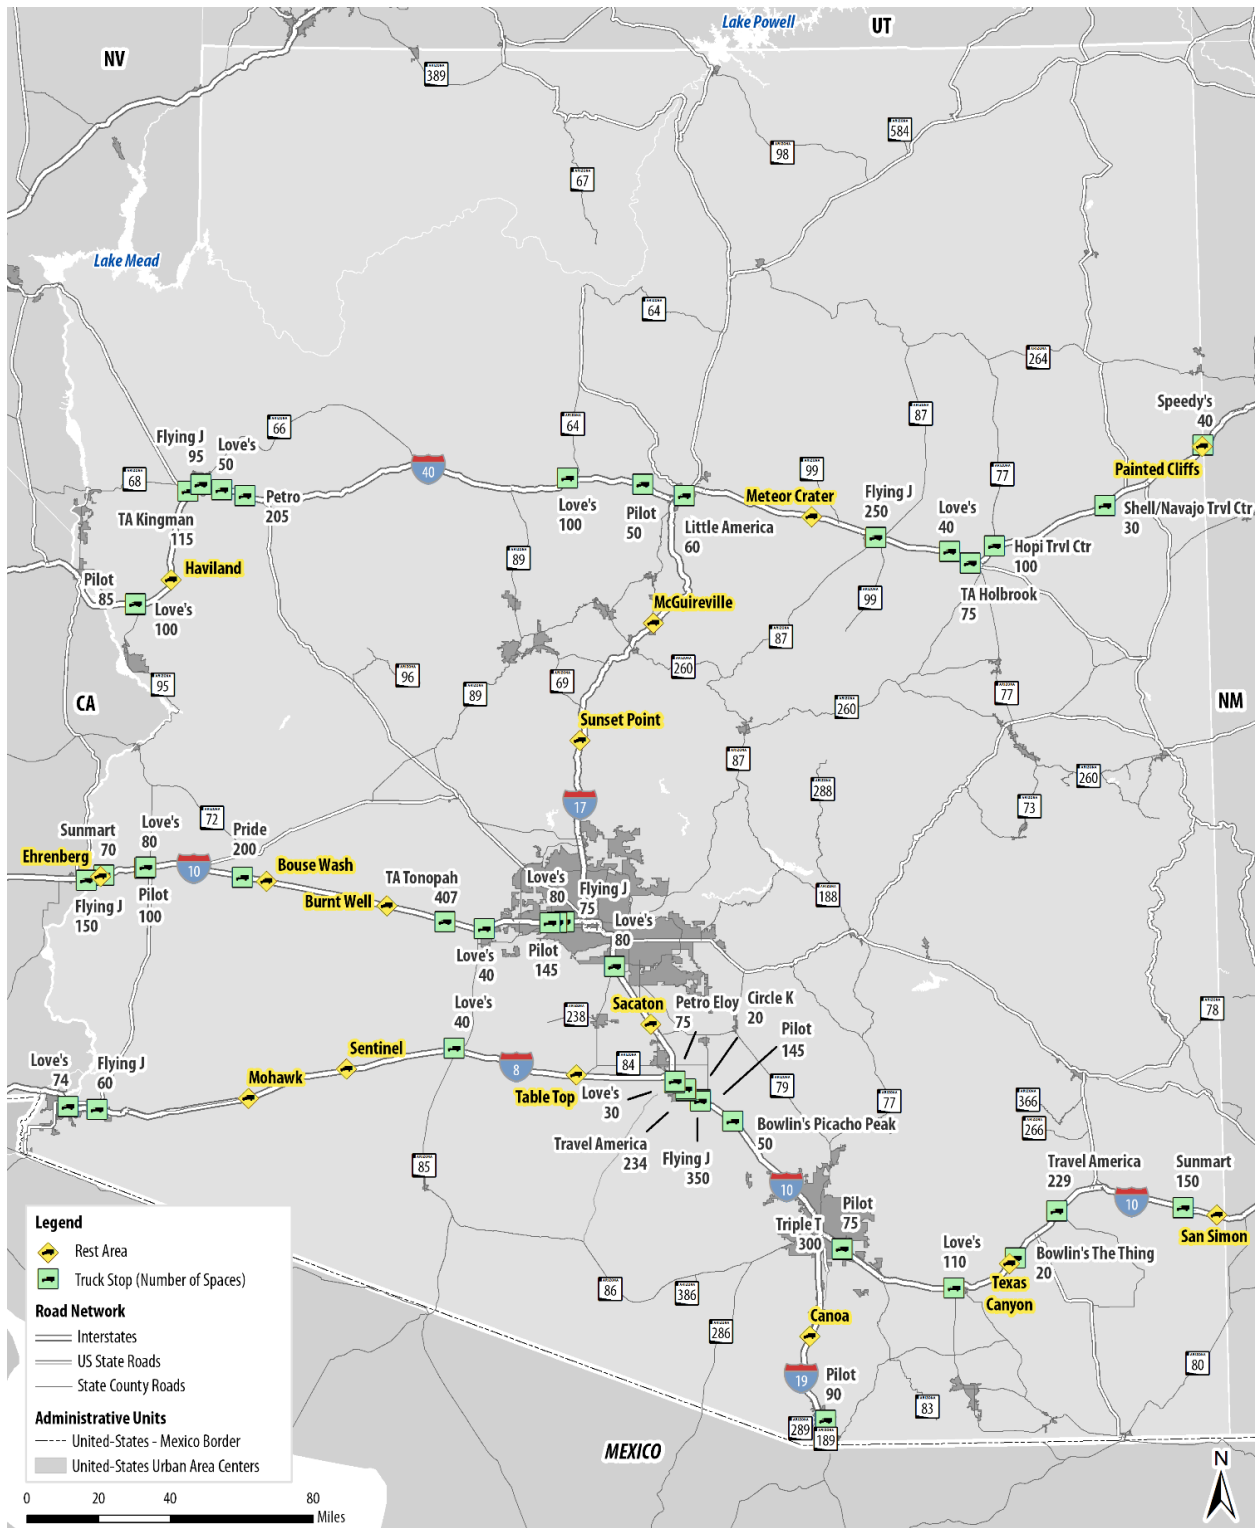 Lake Powell
UT
NV
389
584
98
67
Lake Mead
64
264
Speedy's
40
87
66
64
Flying J
95
Love's
50
40
68
99
77
Painted Cliffs
Meteor Crater
Flying J
250
Petro
205
Love's
100
Pilot
50
Love's
40
Shell/Navajo Trvl Ctr
30
TA Kingman
115
Little America
60
Hopi Trvl Ctr
100
Haviland
89
Pilot
85
Love's
100
McGuireville
99
TA Holbrook
75
87
96
260
95
89
69
77
CA
260
NM
Sunset Point
87
260
288
17
73
72
Sunmart
70
Love's
80
Pride
200
Ehrenberg
10
Bouse Wash
TA Tonopah
407
Love's
80
Flying J
75
Burnt Well
188
Flying J
150
Pilot
100
Love's
80
Pilot
145
Love's
40
Love's
40
238
Sacaton
Petro Eloy
75
Circle K
20
78
Pilot
145
Sentinel
Love's
74
Flying J
60
8
84
Mohawk
Table Top
Love's
30
79
77
366
266
Bowlin's Picacho Peak
50
Travel America
234
Flying J
350
85
Travel America
229
Sunmart
150
10
10
Triple T
300
Pilot
75
San Simon
Love's
110
Bowlin's The Thing
20
Texas
Canyon
86
386
286
Canoa
80
19
Pilot
90
83
289
189
MEXICO
Legend
Rest Area
Truck Stop (Number of Spaces)
Road Network
Interstates
US State Roads
State County Roads
Administrative Units
United-States - Mexico Border
United-States Urban Area Centers
0 20 40 80
Miles
N